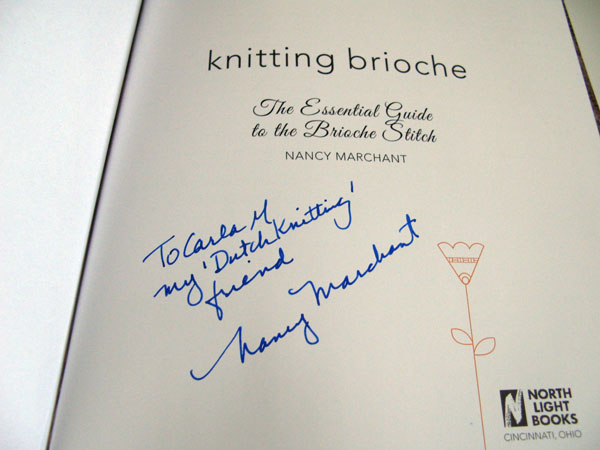 knitting brioche
The Essential Guide
to the Brioche Stitch
NANCY MARCHANT
To Carla M
my 'Dutch Knitting'
friend
Nancy Marchant
NORTH
LIGHT
BOOKS
CINCINNATI, OHIO